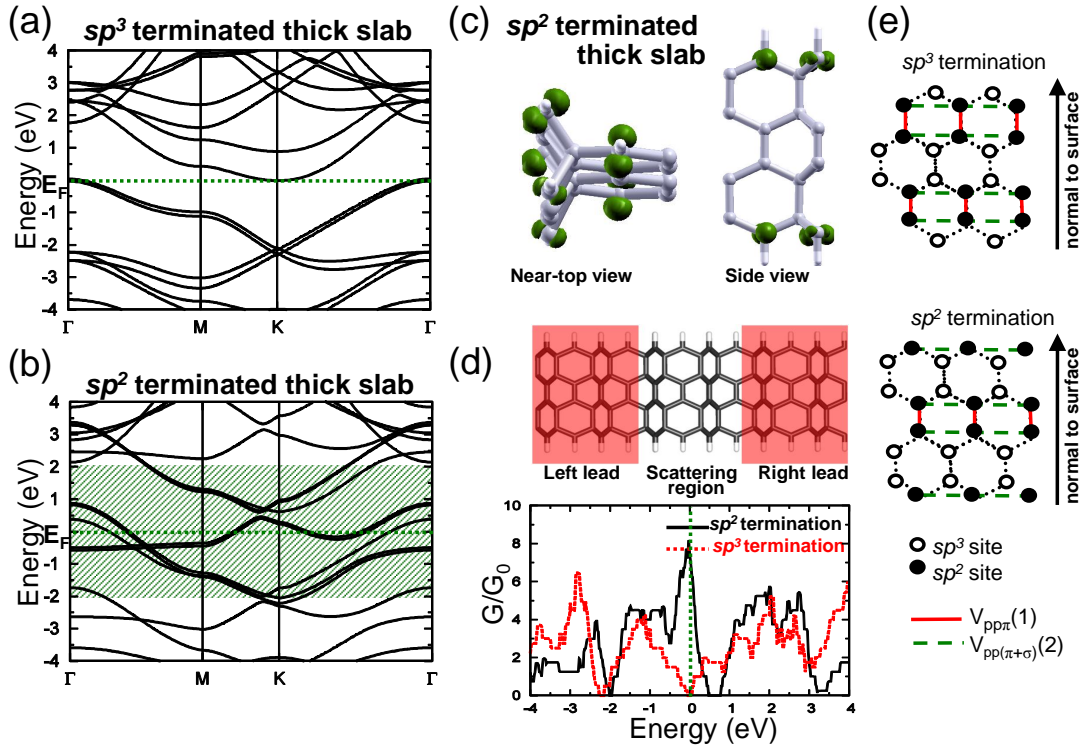 (a)
sp³ terminated thick slab
Energy (eV)
4
3
2
1
E_F
-1
-2
-3
-4
Γ M K Γ
(b)
sp² terminated thick slab
Energy (eV)
4
3
2
1
E_F
-1
-2
-3
-4
Γ M K Γ
(c)
sp² terminated
thick slab
Near-top view
Side view
(d)
Left lead
Scattering
region
Right lead
G/G₀
10
8
6
4
2
0
sp² termination
sp³ termination
-4 -3 -2 -1 0 1 2 3 4
Energy (eV)
(e)
sp³ termination
normal to surface
sp² termination
normal to surface
sp³ site
sp² site
V_ppπ(1)
V_pp(π+σ)(2)